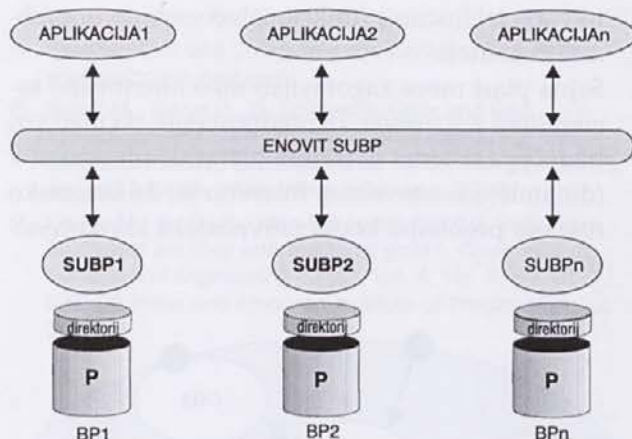 APLIKACIJA1 APLIKACIJA2 APLIKACIJAn
ENOVIT SUBP
SUBP1 SUBP2 SUBPn
direktorij direktorij direktorij
P P P
BP1 BP2 BPn